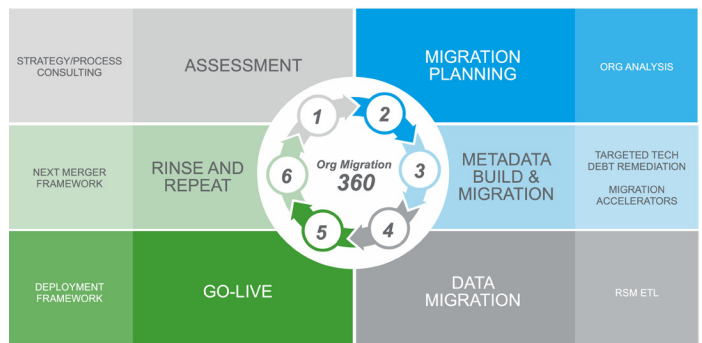 STRATEGY/PROCESS
CONSULTING
ASSESSMENT
MIGRATION
PLANNING
ORG ANALYSIS
1
2
Org Migration
360
3
4
5
6
NEXT MERGER
FRAMEWORK
RINSE AND
REPEAT
METADATA
BUILD &
MIGRATION
TARGETED TECH
DEBT REMEDIATION
MIGRATION
ACCELERATORS
DEPLOYMENT
FRAMEWORK
GO-LIVE
DATA
MIGRATION
RSM ETL